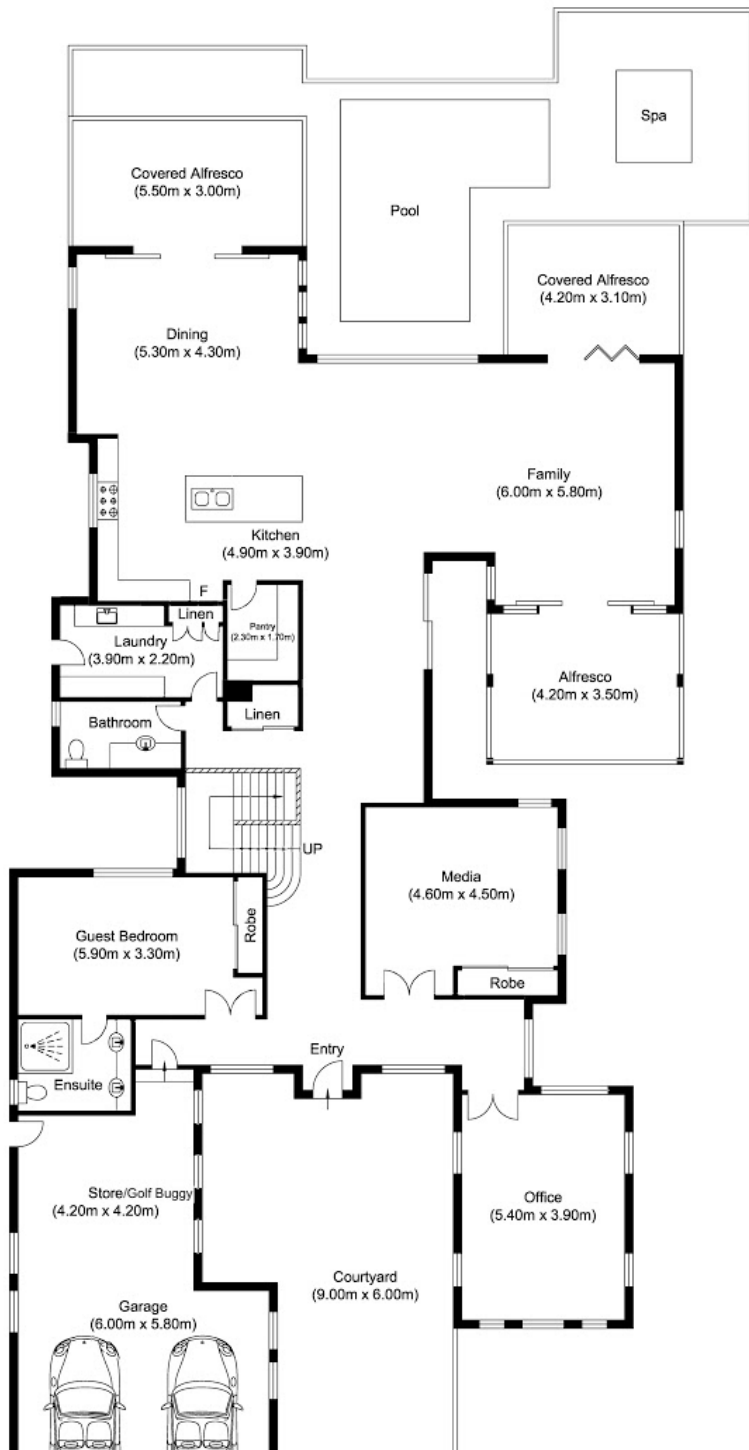 Spa
Covered Alfresco
(5.50m x 3.00m)
Pool
Covered Alfresco
(4.20m x 3.10m)
Dining
(5.30m x 4.30m)
Family
(6.00m x 5.80m)
Kitchen
(4.90m x 3.90m)
F
Linen
Pantry
(2.30m x 1.70m)
Laundry
(3.90m x 2.20m)
Alfresco
(4.20m x 3.50m)
Linen
Bathroom
UP
Media
(4.60m x 4.50m)
Guest Bedroom
(5.90m x 3.30m)
Robe
Robe
Entry
Ensuite
Store/Golf Buggy
(4.20m x 4.20m)
Office
(5.40m x 3.90m)
Courtyard
(9.00m x 6.00m)
Garage
(6.00m x 5.80m)